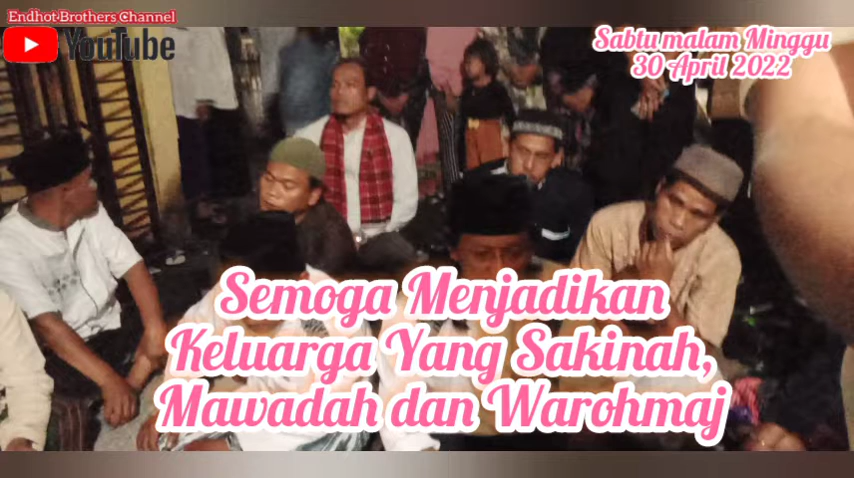 Endhot Brothers Channel
YouTube
Sabtu malam Minggu
30 April 2022
Semoga Menjadikan
Keluarga Yang Sakinah,
Mawadah dan Warohmaj